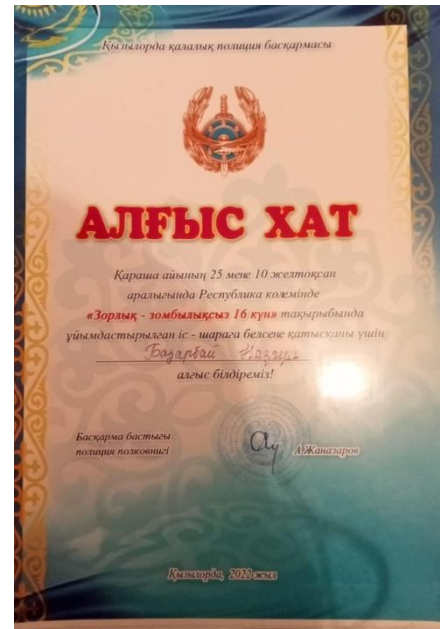 Қызылорда қалалық полиция басқармасы
АЛҒЫС ХАТ
Қараша айының 25 мене 10 желтоқсан
аралығында Республика көлемінде
«Зорлық - зомбылықсыз 16 күн» тақырыбында
ұйымдастырылған іс - шараға белсене қатысқаны үшін
Базарбай Назгүл
алғыс білдіреміз!
Басқарма бастығы
полиция полковнигі
А.Жаназаров
Қызылорда, 2022 жыл